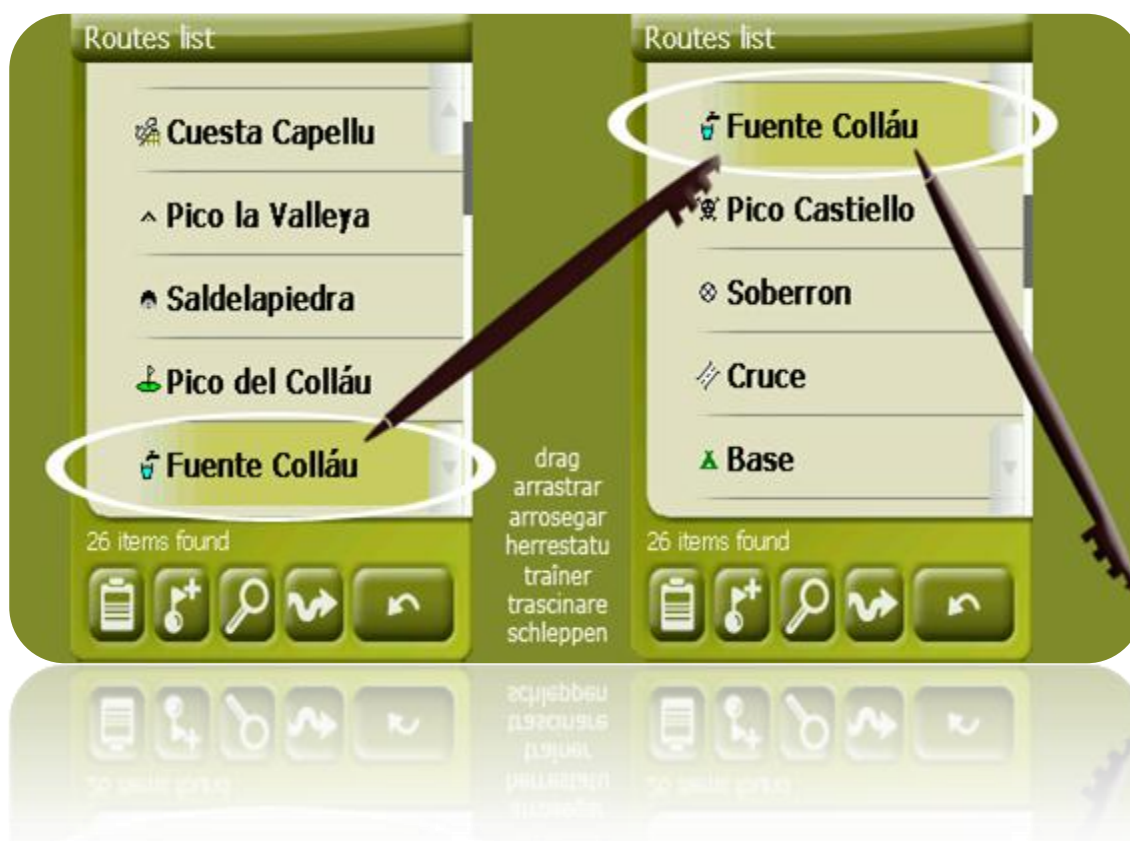 Routes list
Cuesta Capellu
Pico la Valleya
Saldelapiedra
Pico del Colláu
Fuente Colláu
26 items found
drag
arrastrar
arrosegar
herrestatu
traîner
trascinare
schleppen
Routes list
Fuente Colláu
Pico Castiello
Soberron
Cruce
Base
26 items found